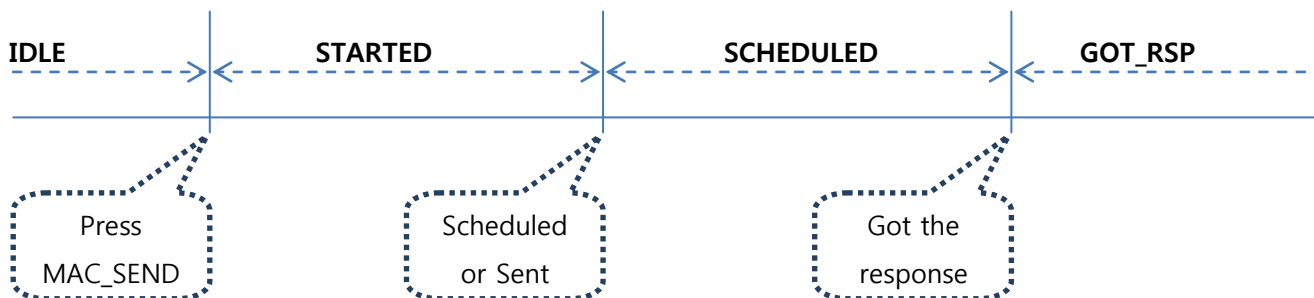 IDLE STARTED SCHEDULED GOT_RSP
Press
MAC_SEND
Scheduled
or Sent
Got the
response